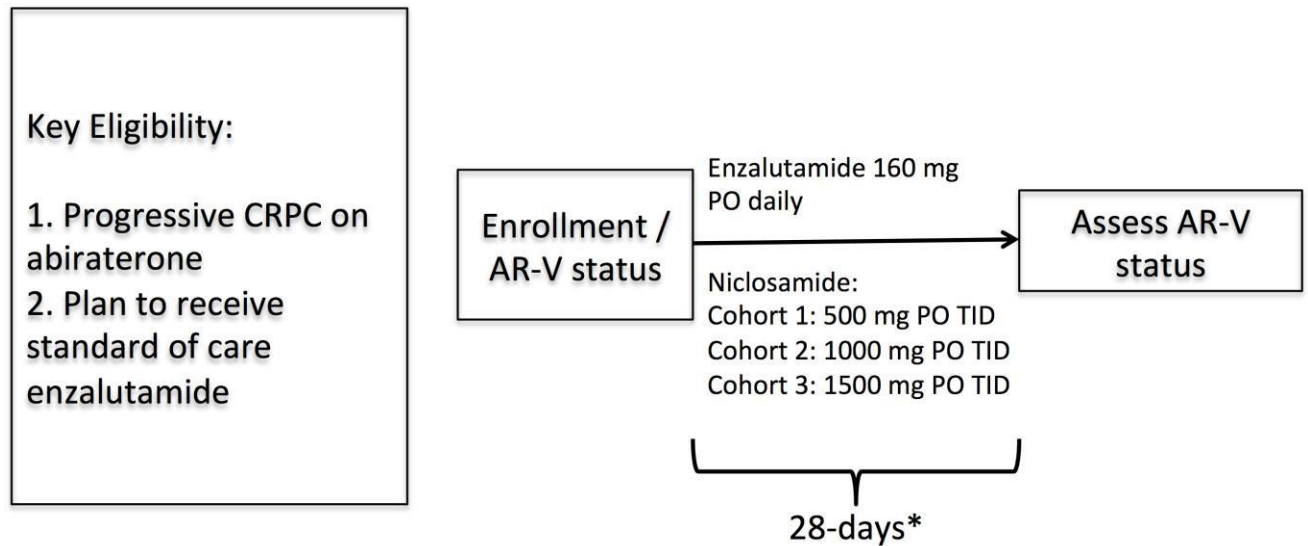 Key Eligibility:
1. Progressive CRPC on
abiraterone
2. Plan to receive
standard of care
enzalutamide
Enrollment /
AR-V status
Enzalutamide 160 mg
PO daily
Niclosamide:
Cohort 1: 500 mg PO TID
Cohort 2: 1000 mg PO TID
Cohort 3: 1500 mg PO TID
28-days*
Assess AR-V
status